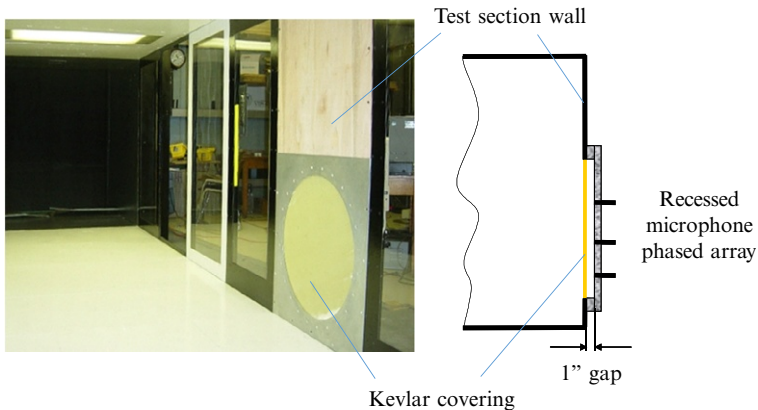 Test section wall
Recessed
microphone
phased array
1” gap
Kevlar covering